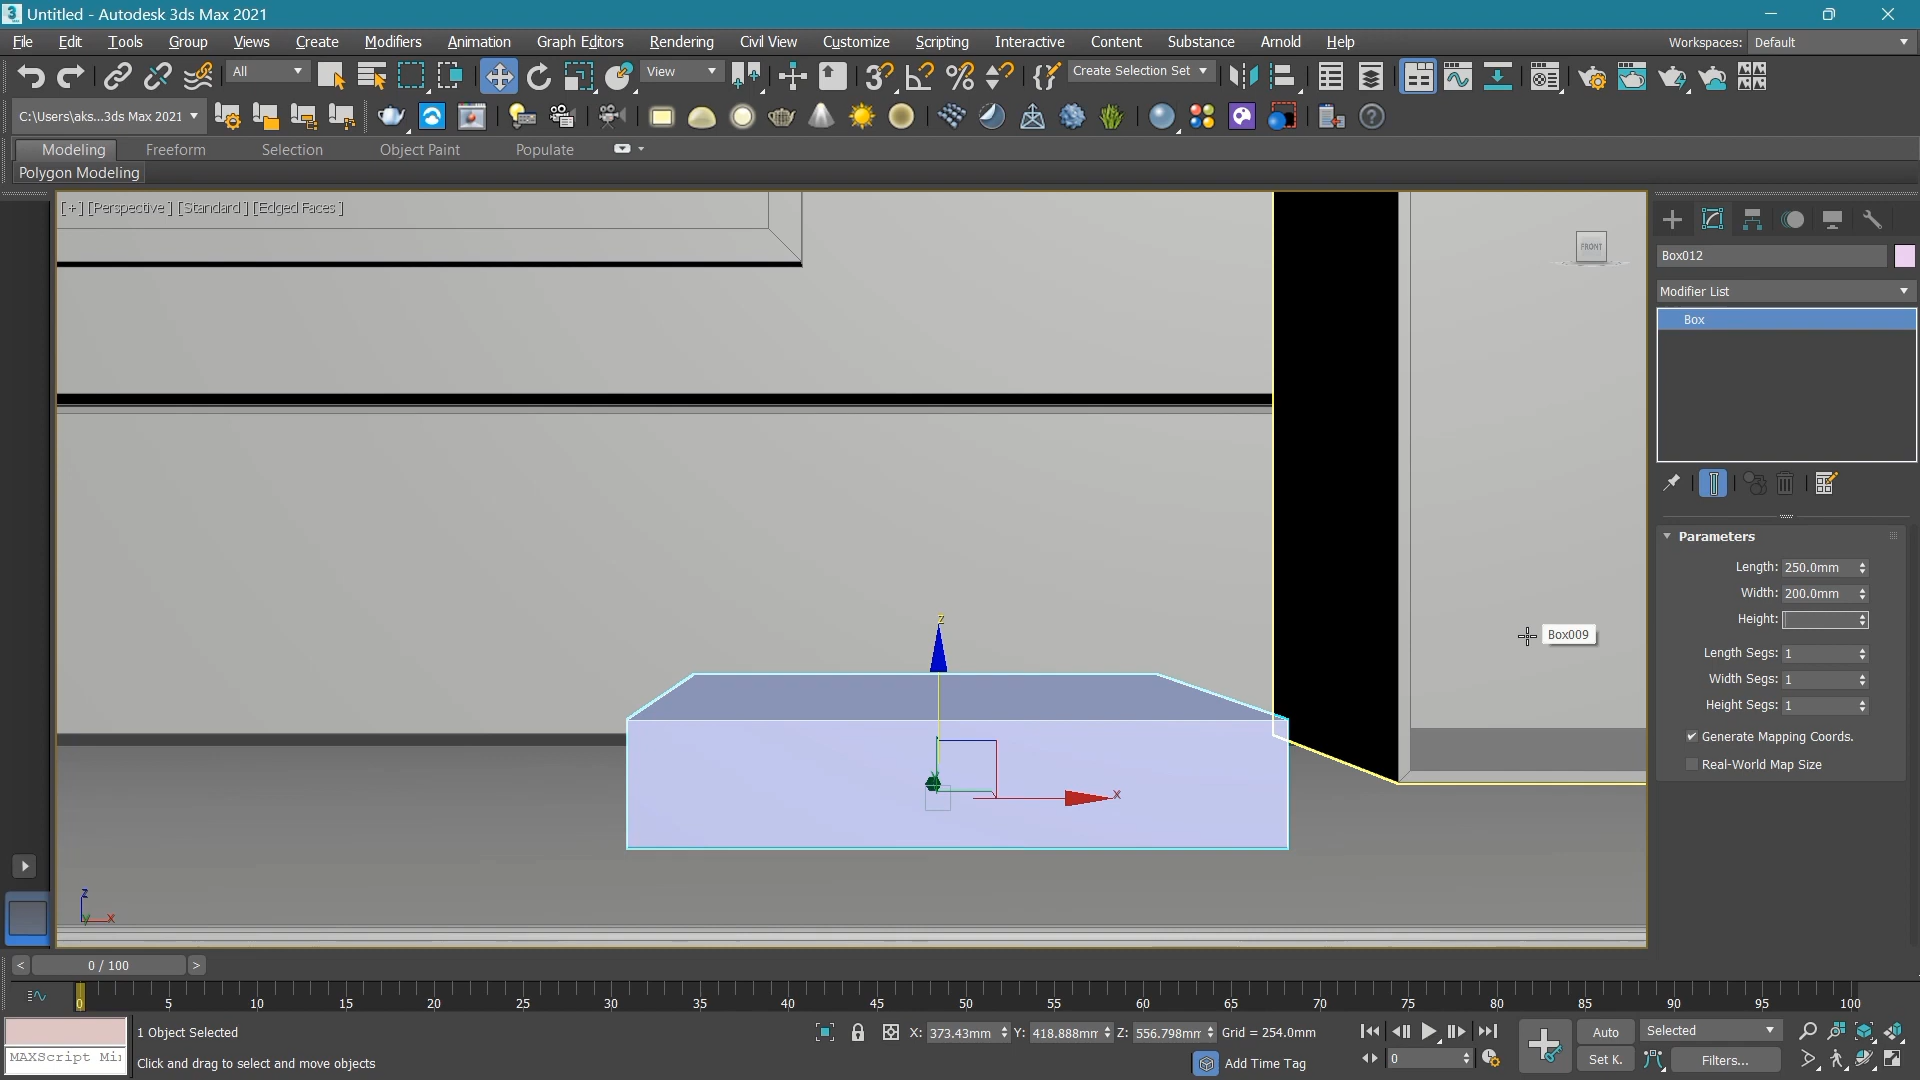 Untitled - Autodesk 3ds Max 2021
File Edit Tools Group Views Create Modifiers Animation Graph Editors Rendering Civil View Customize Scripting Interactive Content Substance Arnold Help Workspaces: Default
All View Create Selection Set
C:\Users\aks...3ds Max 2021
Modeling Freeform Selection Object Paint Populate
Polygon Modeling
[+] [Perspective ] [Standard ] [Edged Faces ]
FRONT
Box012
Modifier List
Box
Parameters
Length: 250.0mm
Width: 200.0mm
Height:
Length Segs: 1
Width Segs: 1
Height Segs: 1
Generate Mapping Coords.
Real-World Map Size
Box009
z
x
z
y x
< 0 / 100 >
0 5 10 15 20 25 30 35 40 45 50 55 60 65 70 75 80 85 90 95 100
1 Object Selected X: 373.43mm Y: 418.888mm Z: 556.798mm Grid = 254.0mm Auto Selected
MAXScript Mi Click and drag to select and move objects Add Time Tag 0 Set K. Filters...